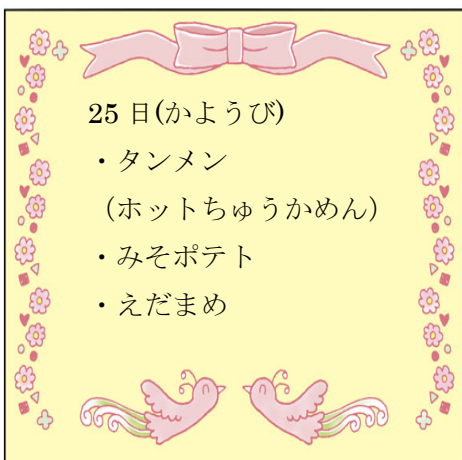 25日(かようび)
・タンメン
（ホットちゅうかめん）
・みそポテト
・えだまめ